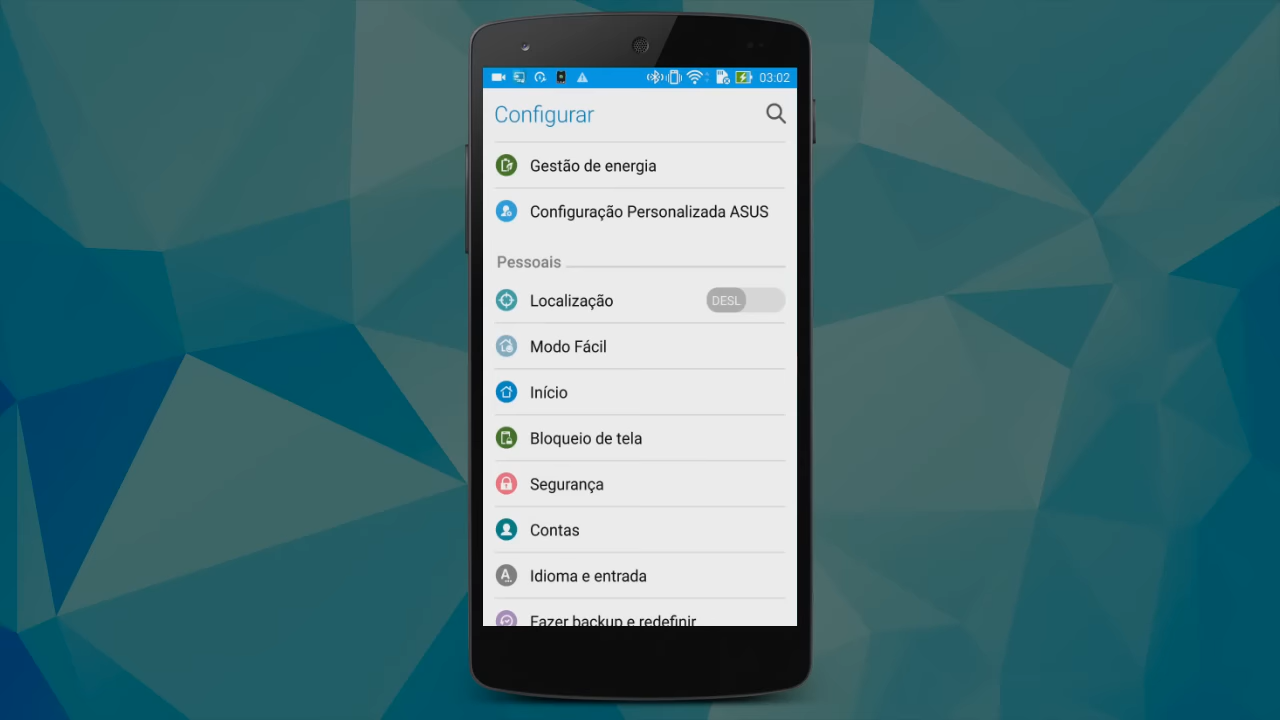 03:02
Configurar
Gestão de energia
Configuração Personalizada ASUS
Pessoais
Localização DESL
Modo Fácil
Início
Bloqueio de tela
Segurança
Contas
Idioma e entrada
Fazer backup e redefinir